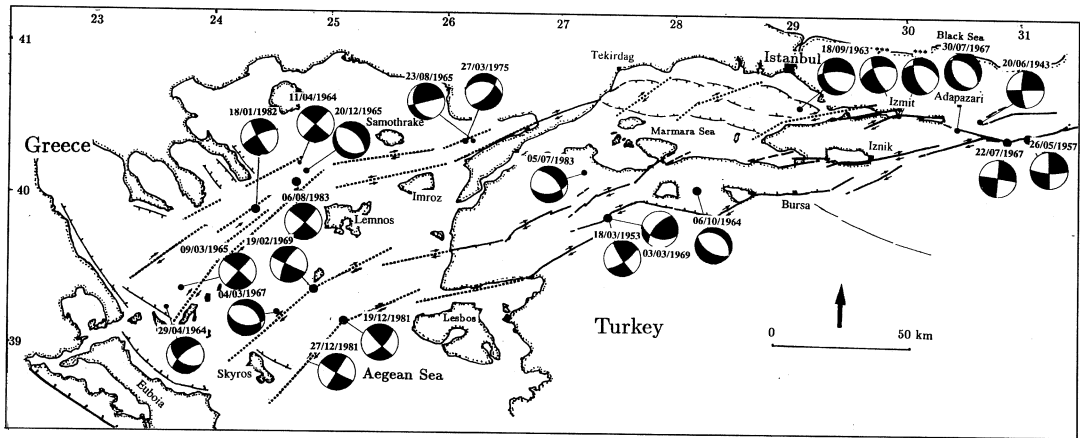 23 24 25 26 27 28 29 30 31
41
Black Sea
18/09/1963
30/07/1967
Istanbul
Tekirdag
27/03/1975
23/08/1965
20/06/1943
11/04/1964
18/01/1982
20/12/1965
Samothrake
Izmit
Adapazari
Marmara Sea
Greece
Iznik
05/07/1983
26/05/1957
22/07/1967
40
Imroz
06/08/1983
Lemnos
Bursa
06/10/1964
18/03/1953
03/03/1969
09/03/1965
19/02/1969
04/03/1967
29/04/1964
19/12/1981
Lesbos
Turkey
0 50 km
39
27/12/1981
Skyros
Aegean Sea
Euboia